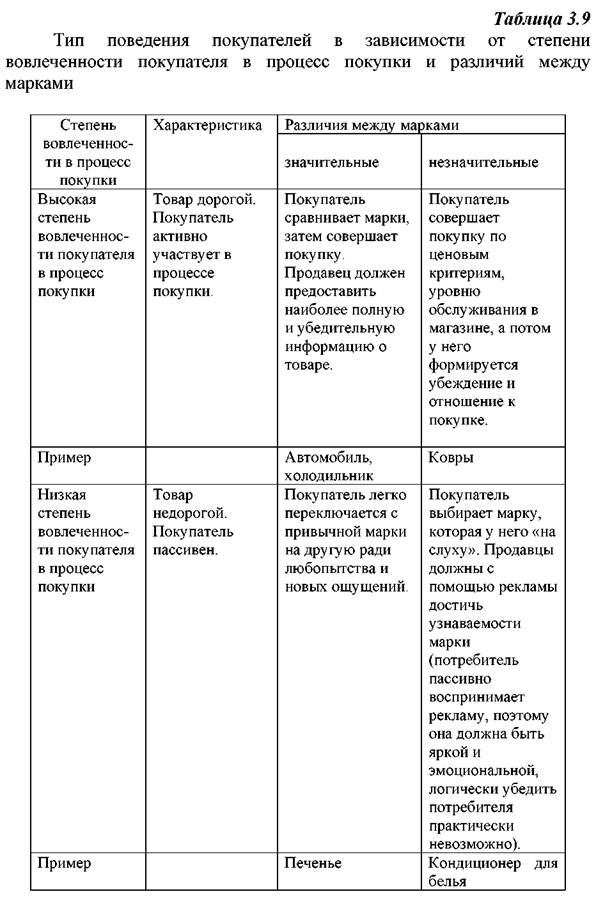 Таблица 3.9
Тип поведения покупателей в зависимости от степени
вовлеченности покупателя в процесс покупки и различий между
марками
Степень
вовлеченнос-
ти в процесс
покупки
Характеристика
Различия между марками
значительные
незначительные
Высокая
степень
вовлеченнос-
ти покупателя
в процесс
покупки
Товар дорогой.
Покупатель
активно
участвует в
процессе
покупки.
Покупатель
сравнивает марки,
затем совершает
покупку.
Продавец должен
предоставить
наиболее полную
и убедительную
информацию о
товаре.
Покупатель
совершает
покупку по
ценовым
критериям,
уровню
обслуживания в
магазине, а потом
у него
формируется
убеждение и
отношение к
покупке.
Пример
Автомобиль,
холодильник
Ковры
Низкая
степень
вовлеченнос-
ти покупателя
в процесс
покупки
Товар
недорогой.
Покупатель
пассивен.
Покупатель легко
переключается с
привычной марки
на другую ради
любопытства и
новых ощущений.
Покупатель
выбирает марку,
которая у него «на
слуху». Продавцы
должны с
помощью рекламы
достичь
узнаваемости
марки
(потребитель
пассивно
воспринимает
рекламу, поэтому
она должна быть
яркой и
эмоциональной,
логически убедить
потребителя
практически
невозможно).
Пример
Печенье
Кондиционер для
белья